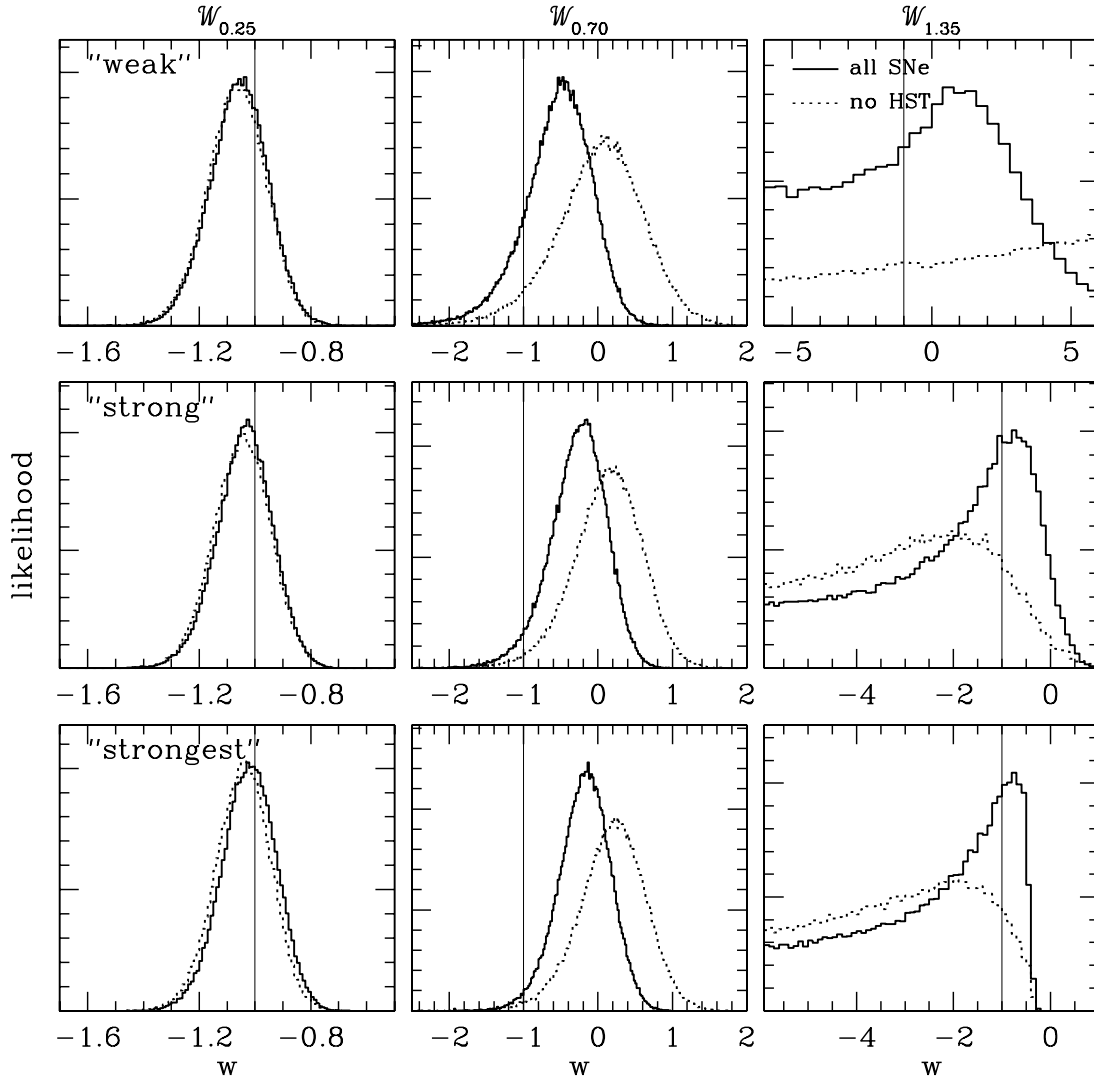 𝒲0.25 𝒲0.70 𝒲1.35
"weak"
all SNe
no HST
−1.6 −1.2 −0.8 −2 −1 0 1 2 −5 0 5
"strong"
likelihood
−1.6 −1.2 −0.8 −2 −1 0 1 2 −4 −2 0
"strongest"
−1.6 −1.2 −0.8 −2 −1 0 1 2 −4 −2 0
w w w